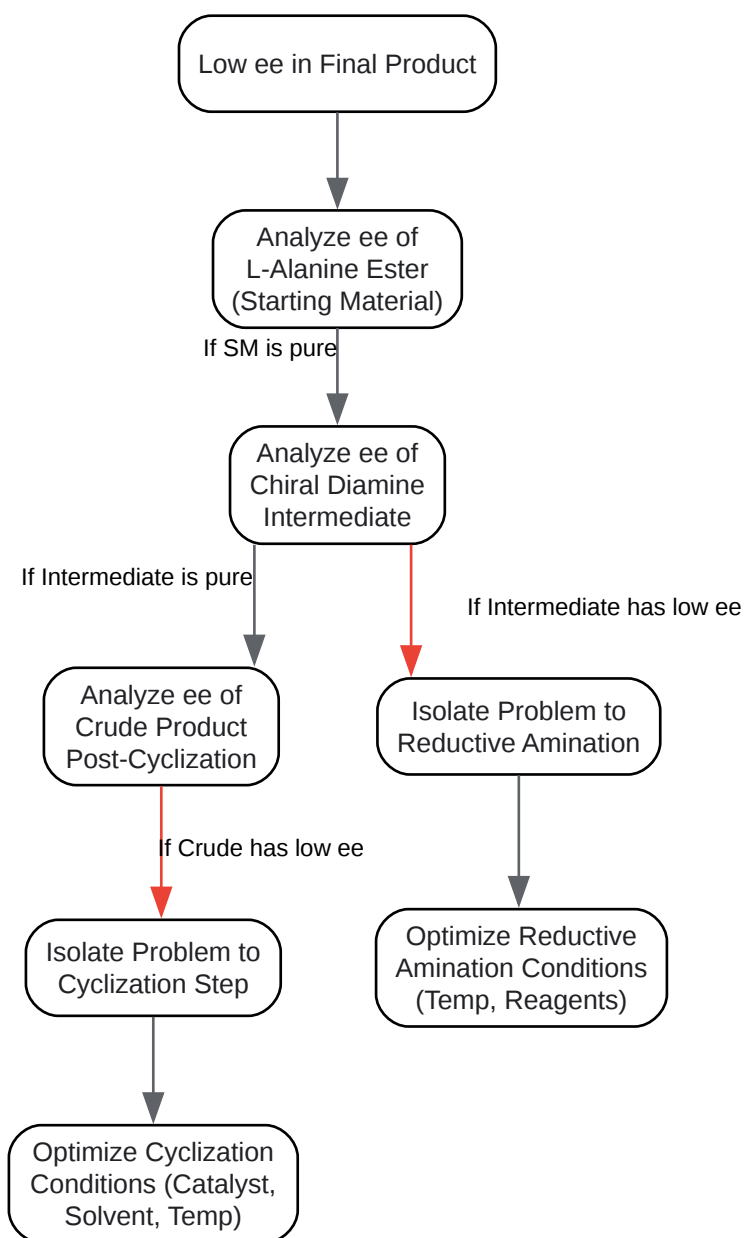 Low ee in Final Product
Analyze ee of
L-Alanine Ester
(Starting Material)
If SM is pure
Analyze ee of
Chiral Diamine
Intermediate
If Intermediate is pure
If Intermediate has low ee
Analyze ee of
Crude Product
Post-Cyclization
Isolate Problem to
Reductive Amination
If Crude has low ee
Isolate Problem to
Cyclization Step
Optimize Reductive
Amination Conditions
(Temp, Reagents)
Optimize Cyclization
Conditions (Catalyst,
Solvent, Temp)